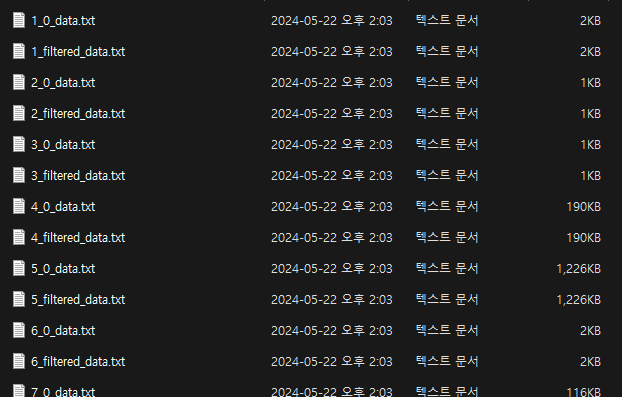 1_0_data.txt 2024-05-22 오후 2:03 텍스트 문서 2KB
1_filtered_data.txt 2024-05-22 오후 2:03 텍스트 문서 2KB
2_0_data.txt 2024-05-22 오후 2:03 텍스트 문서 1KB
2_filtered_data.txt 2024-05-22 오후 2:03 텍스트 문서 1KB
3_0_data.txt 2024-05-22 오후 2:03 텍스트 문서 1KB
3_filtered_data.txt 2024-05-22 오후 2:03 텍스트 문서 1KB
4_0_data.txt 2024-05-22 오후 2:03 텍스트 문서 190KB
4_filtered_data.txt 2024-05-22 오후 2:03 텍스트 문서 190KB
5_0_data.txt 2024-05-22 오후 2:03 텍스트 문서 1,226KB
5_filtered_data.txt 2024-05-22 오후 2:03 텍스트 문서 1,226KB
6_0_data.txt 2024-05-22 오후 2:03 텍스트 문서 2KB
6_filtered_data.txt 2024-05-22 오후 2:03 텍스트 문서 2KB
7_0_data.txt 2024-05-22 오후 2:03 텍스트 문서 116KB